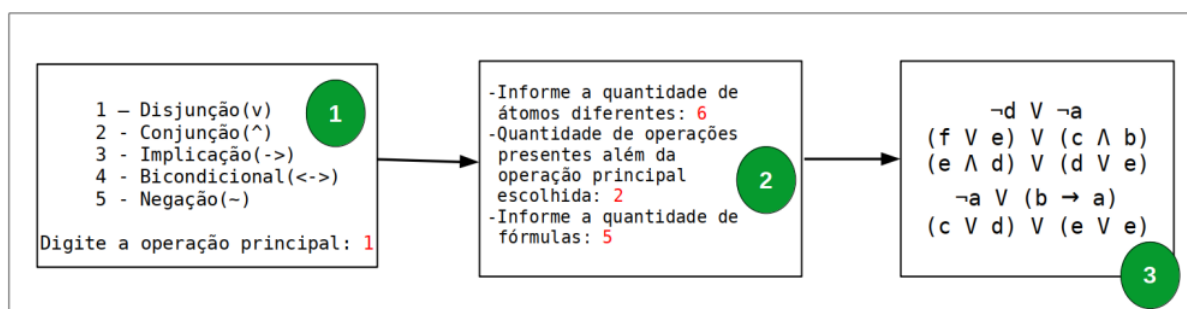 1 – Disjunção(v)
2 - Conjunção(^)
3 - Implicação(->)
4 - Bicondicional(<->)
5 - Negação(~)
Digite a operação principal: 1
1
-Informe a quantidade de
átomos diferentes: 6
-Quantidade de operações
presentes além da
operação principal
escolhida: 2
-Informe a quantidade de
fórmulas: 5
2
¬d V ¬a
(f V e) V (c Λ b)
(e Λ d) V (d V e)
¬a V (b → a)
(c V d) V (e V e)
3